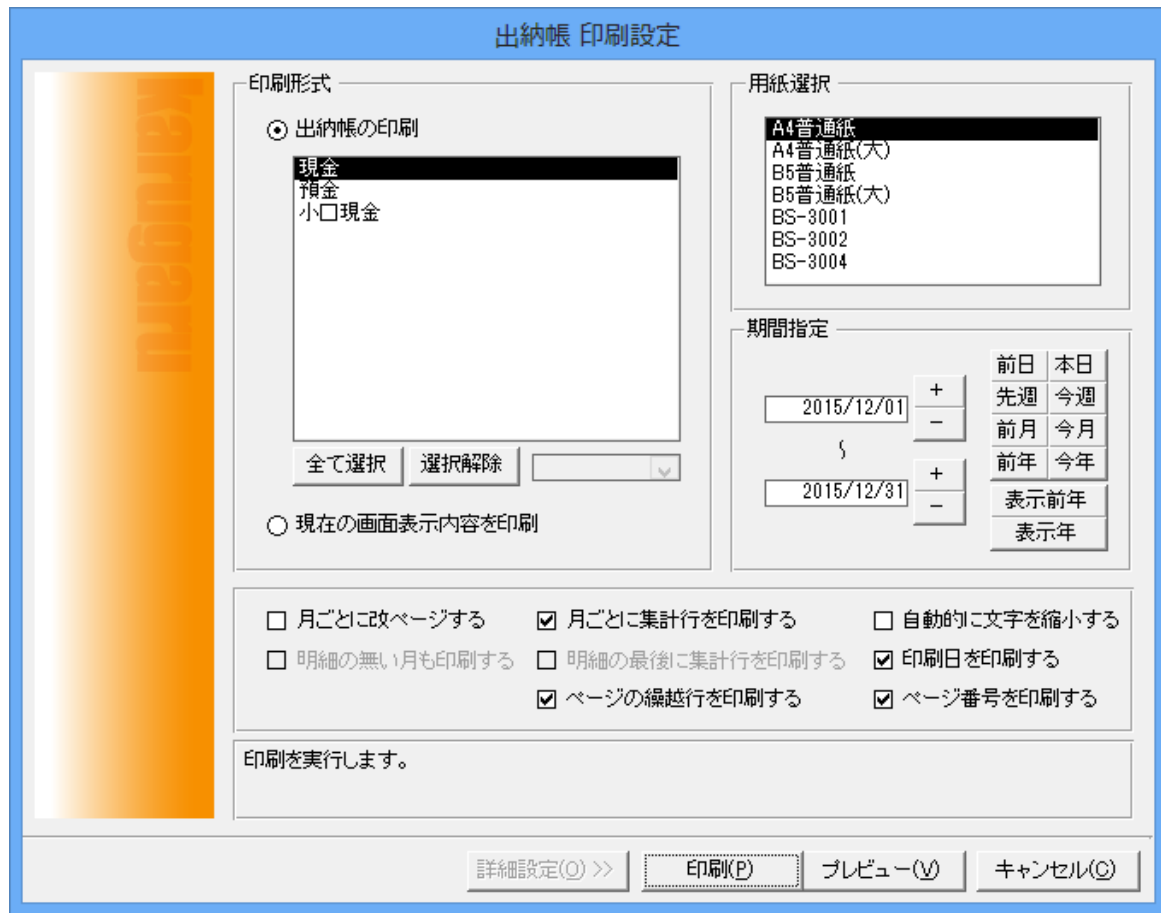 出納帳 印刷設定
karugaru
印刷形式
出納帳の印刷
現金
預金
小口現金
全て選択 選択解除
現在の画面表示内容を印刷
用紙選択
A4普通紙
A4普通紙(大)
B5普通紙
B5普通紙(大)
BS-3001
BS-3002
BS-3004
期間指定
2015/12/01
+
-
~
2015/12/31
+
-
前日 本日
先週 今週
前月 今月
前年 今年
表示前年
表示年
月ごとに改ページする 月ごとに集計行を印刷する 自動的に文字を縮小する
明細の無い月も印刷する 明細の最後に集計行を印刷する 印刷日を印刷する
ページの繰越行を印刷する ページ番号を印刷する
印刷を実行します。
詳細設定(O) >> 印刷(P) プレビュー(V) キャンセル(C)